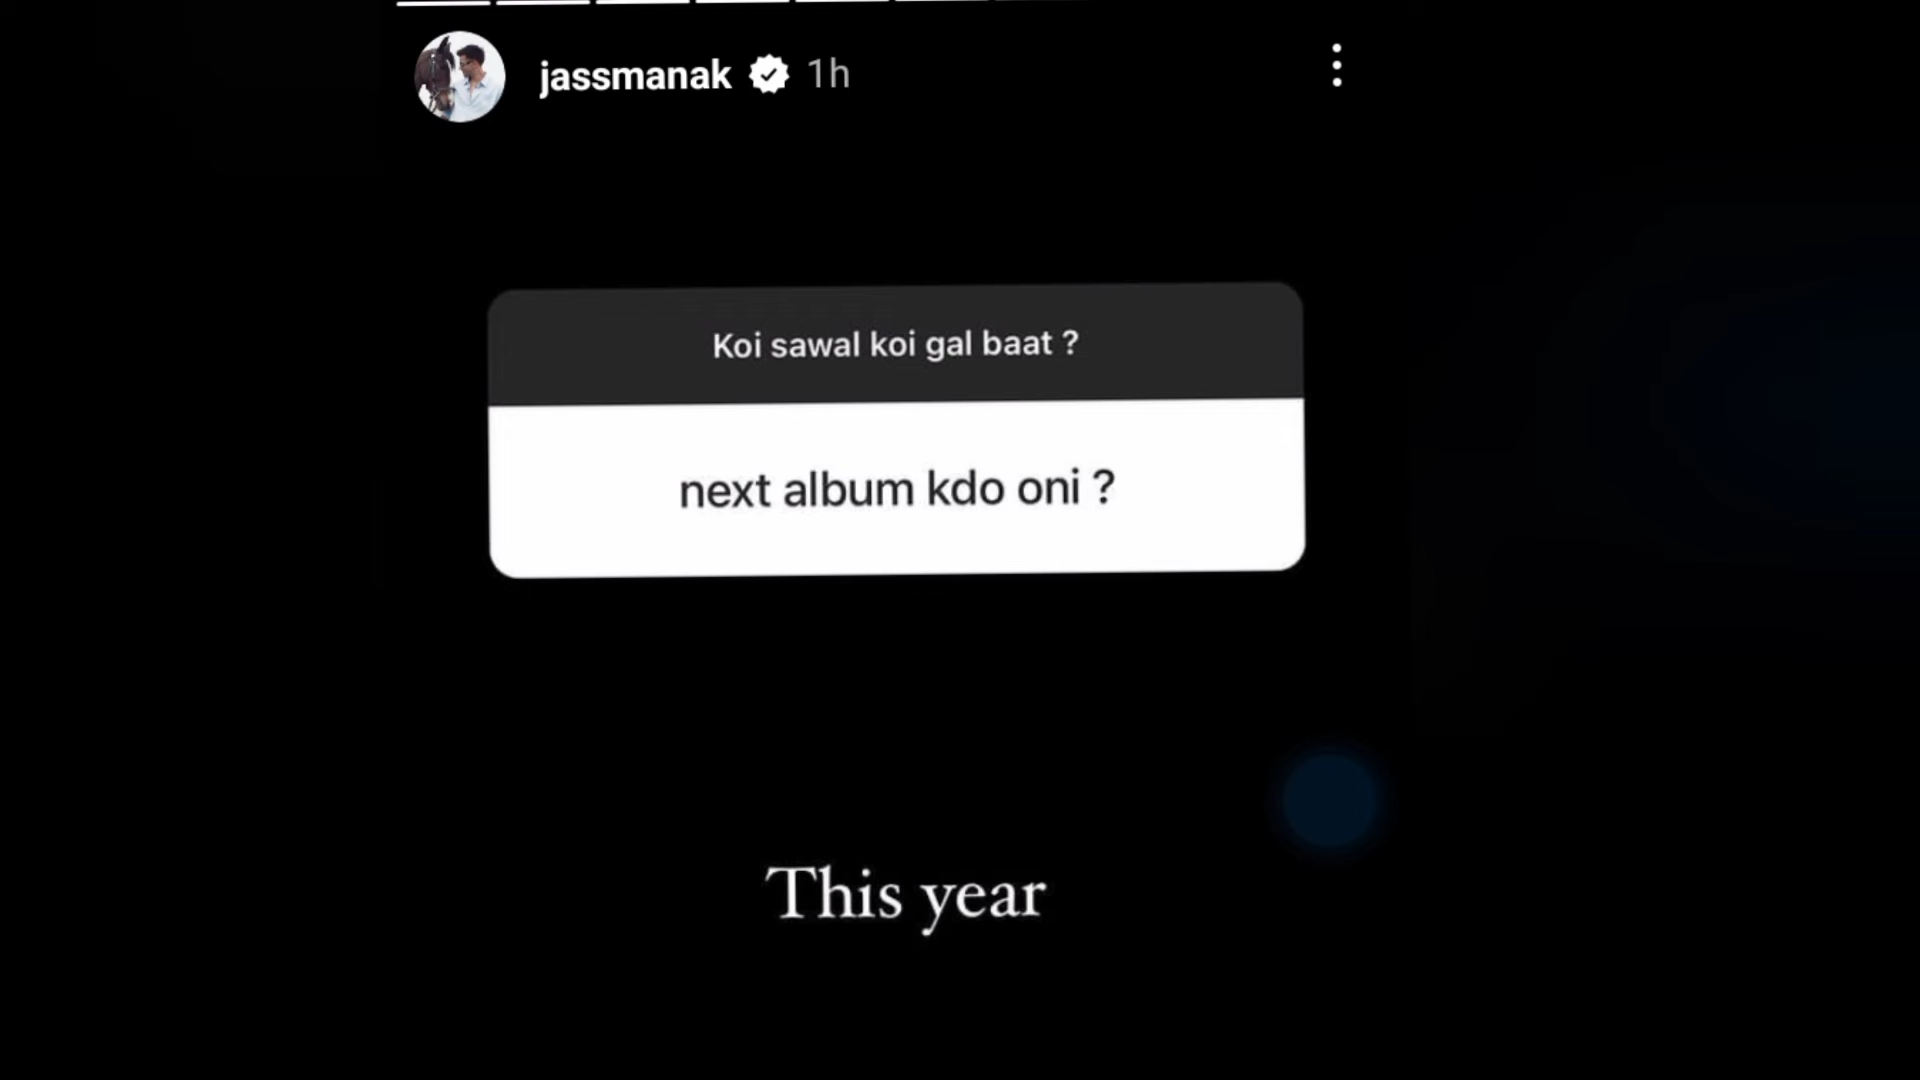 jassmanak 1h
Koi sawal koi gal baat ?
next album kdo oni ?
This year